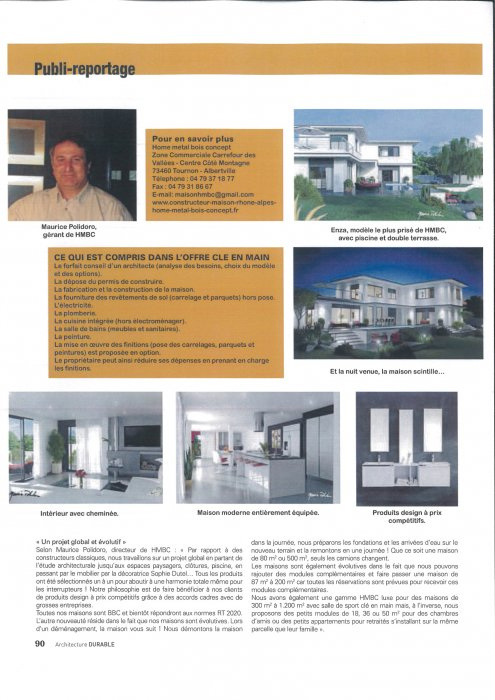 Publi-reportage
Maurice Polidoro,
gérant de HMBC
Pour en savoir plus
Home metal bois concept
Zone Commerciale Carrefour des
Vallées - Centre Côté Montagne
73460 Tournon - Albertville
Télephone : 04 79 37 18 77
Fax : 04 79 31 86 67
E-mail: maisonhmbc@gmail.com
www.constructeur-maison-rhone-alpes-
home-metal-bois-concept.fr
Enza, modèle le plus prisé de HMBC,
avec piscine et double terrasse.
CE QUI EST COMPRIS DANS L'OFFRE CLE EN MAIN
Le forfait conseil d'un architecte (analyse des besoins, choix du modèle
et des options).
La dépose du permis de construire.
La fabrication et la construction de la maison.
La fourniture des revêtements de sol (carrelage et parquets) hors pose.
L'électricité.
La plomberie.
La cuisine intégrée (hors électroménager).
La salle de bains (meubles et sanitaires).
La peinture.
La mise en œuvre des finitions (pose des carrelages, parquets et
peintures) est proposée en option.
Le propriétaire peut ainsi réduire ses dépenses en prenant en charge
les finitions.
Et la nuit venue, la maison scintille...
Intérieur avec cheminée.
Maison moderne entièrement équipée.
Produits design à prix
compétitifs.
« Un projet global et évolutif »
Selon Maurice Polidoro, directeur de HMBC : « Par rapport à des
constructeurs classiques, nous travaillons sur un projet global en partant de
l'étude architecturale jusqu'aux espaces paysagers, clôtures, piscine, en
passant par le mobilier par la décoratrice Sophie Dutei... Tous les produits
ont été sélectionnés un à un pour aboutir à une harmonie totale même pour
les interrupteurs ! Notre philosophie est de faire bénéficier à nos clients
de produits design à prix compétitifs grâce à des accords cadres avec de
grosses entreprises.
Toutes nos maisons sont BBC et bientôt répondront aux normes RT 2020.
L'autre nouveauté réside dans le fait que nos maisons sont évolutives. Lors
d'un déménagement, la maison vous suit ! Nous démontons la maison
dans la journée, nous préparons les fondations et les arrivées d'eau sur le
nouveau terrain et la remontons en une journée ! Que ce soit une maison
de 80 m² ou 500 m², seuls les camions changent.
Les maisons sont également évolutives dans le fait que nous pouvons
rajouter des modules complémentaires et faire passer une maison de
87 m² à 200 m² car toutes les réservations sont prévues pour recevoir ces
modules complémentaires.
Nous avons également une gamme HMBC luxe pour des maisons de
300 m² à 1.200 m² avec salle de sport clé en main mais, à l'inverse, nous
proposons des petits modules de 18, 36 ou 50 m² pour des chambres
d'amis ou des petits appartements pour retraités s'installant sur la même
parcelle que leur famille ».
90 Architecture DURABLE